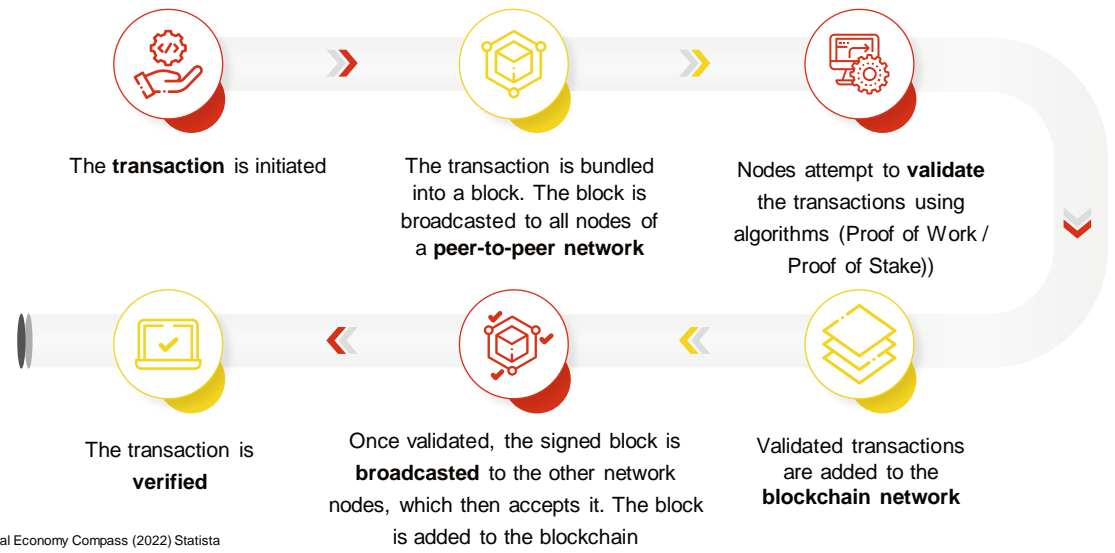 The transaction is initiated
The transaction is bundled
into a block. The block is
broadcasted to all nodes of
a peer-to-peer network
Nodes attempt to validate
the transactions using
algorithms (Proof of Work /
Proof of Stake))
Validated transactions
are added to the
blockchain network
Once validated, the signed block is
broadcasted to the other network
nodes, which then accepts it. The block
is added to the blockchain
The transaction is
verified
al Economy Compass (2022) Statista